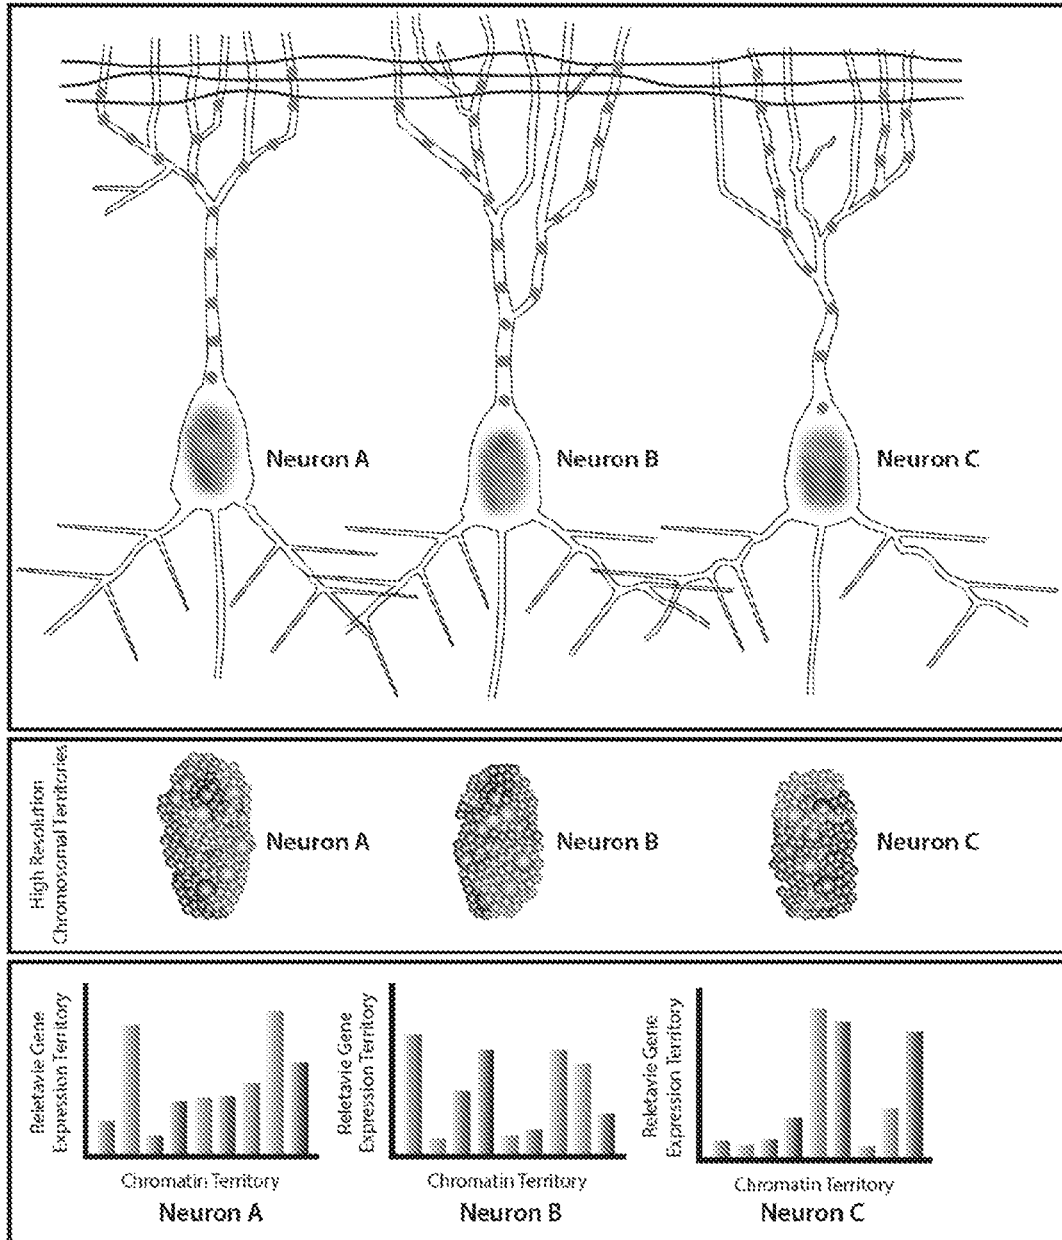 Neuron A
Neuron B
Neuron C
High Resolution
Chromosomal Territories
Neuron A
Neuron B
Neuron C
Reletavie Gene
Expression Territory
Chromatin Territory
Neuron A
Reletavie Gene
Expression Territory
Chromatin Territory
Neuron B
Reletavie Gene
Expression Territory
Chromatin Territory
Neuron C